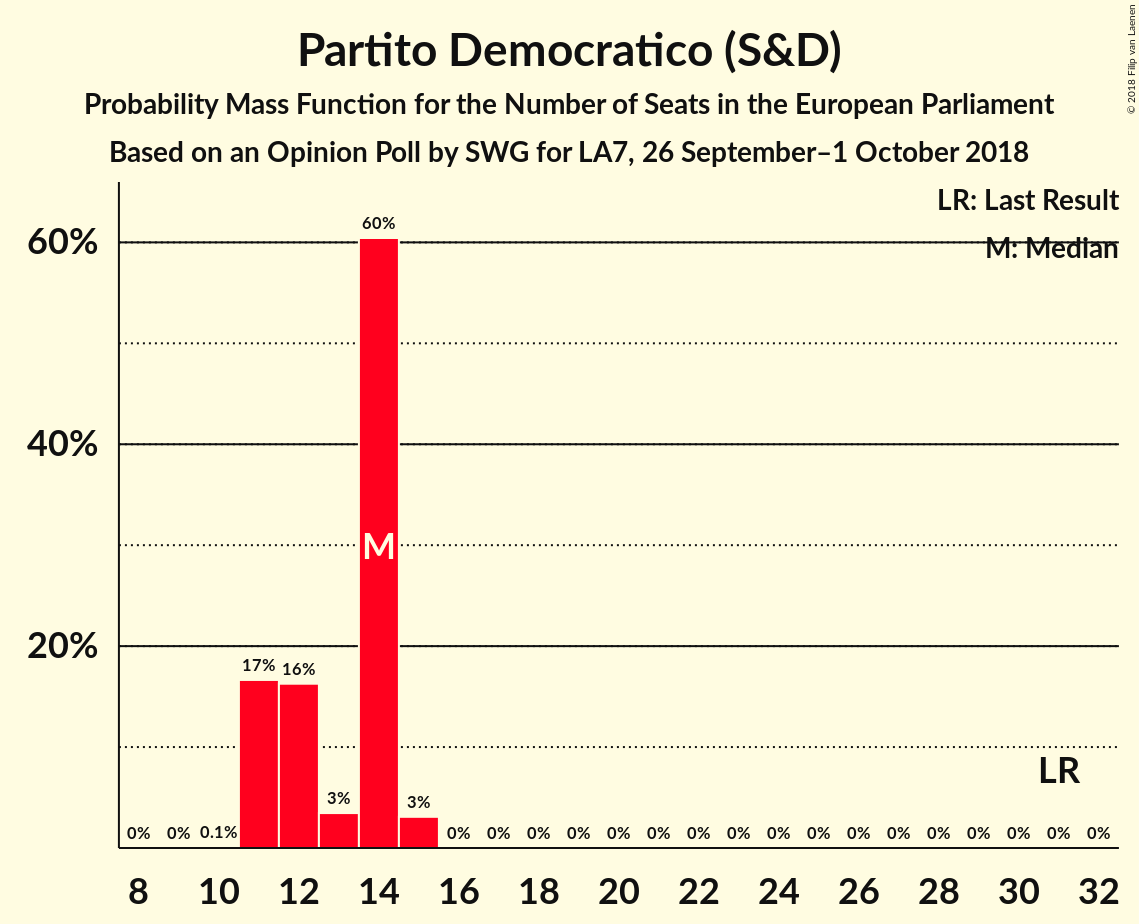 Partito Democratico (S&D)
Probability Mass Function for the Number of Seats in the European Parliament
Based on an Opinion Poll by SWG for LA7, 26 September–1 October 2018
© 2018 Filip van Laenen
LR: Last Result
M: Median
60%
40%
20%
0% 0% 0.1% 17% 16% 3% 60% 3% 0% 0% 0% 0% 0% 0% 0% 0% 0% 0% 0% 0% 0% 0% 0% 0% 0%
M
LR
8 10 12 14 16 18 20 22 24 26 28 30 32